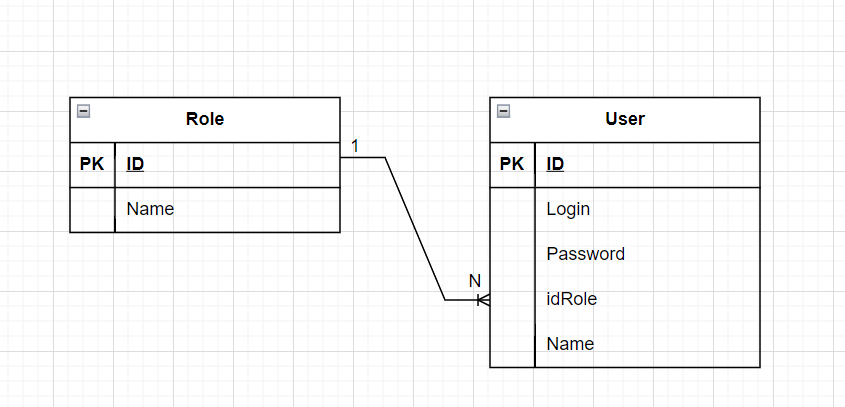 Role
PK ID
Name
1
N
User
PK ID
Login
Password
idRole
Name